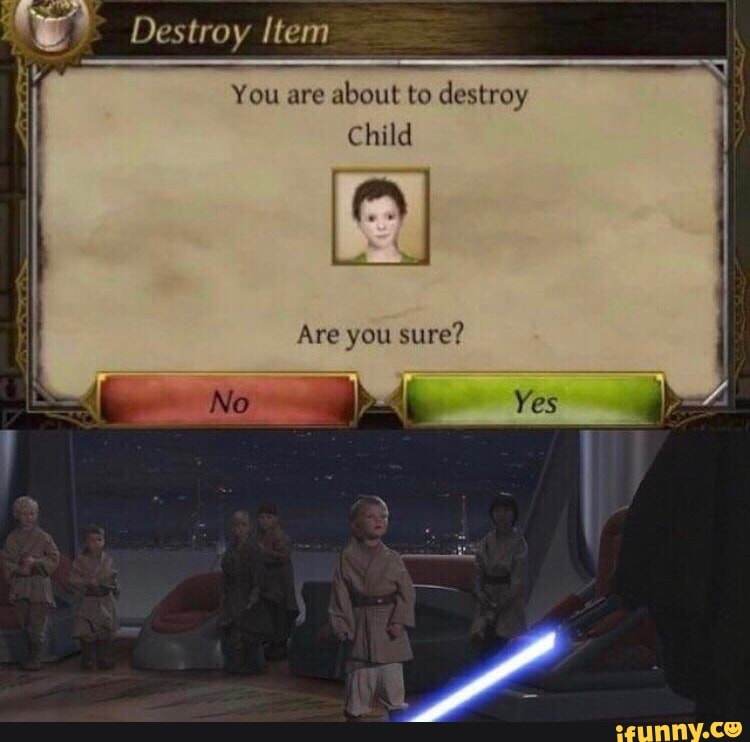 Destroy Item
You are about to destroy
Child
Are you sure?
No
Yes
ifunny.co